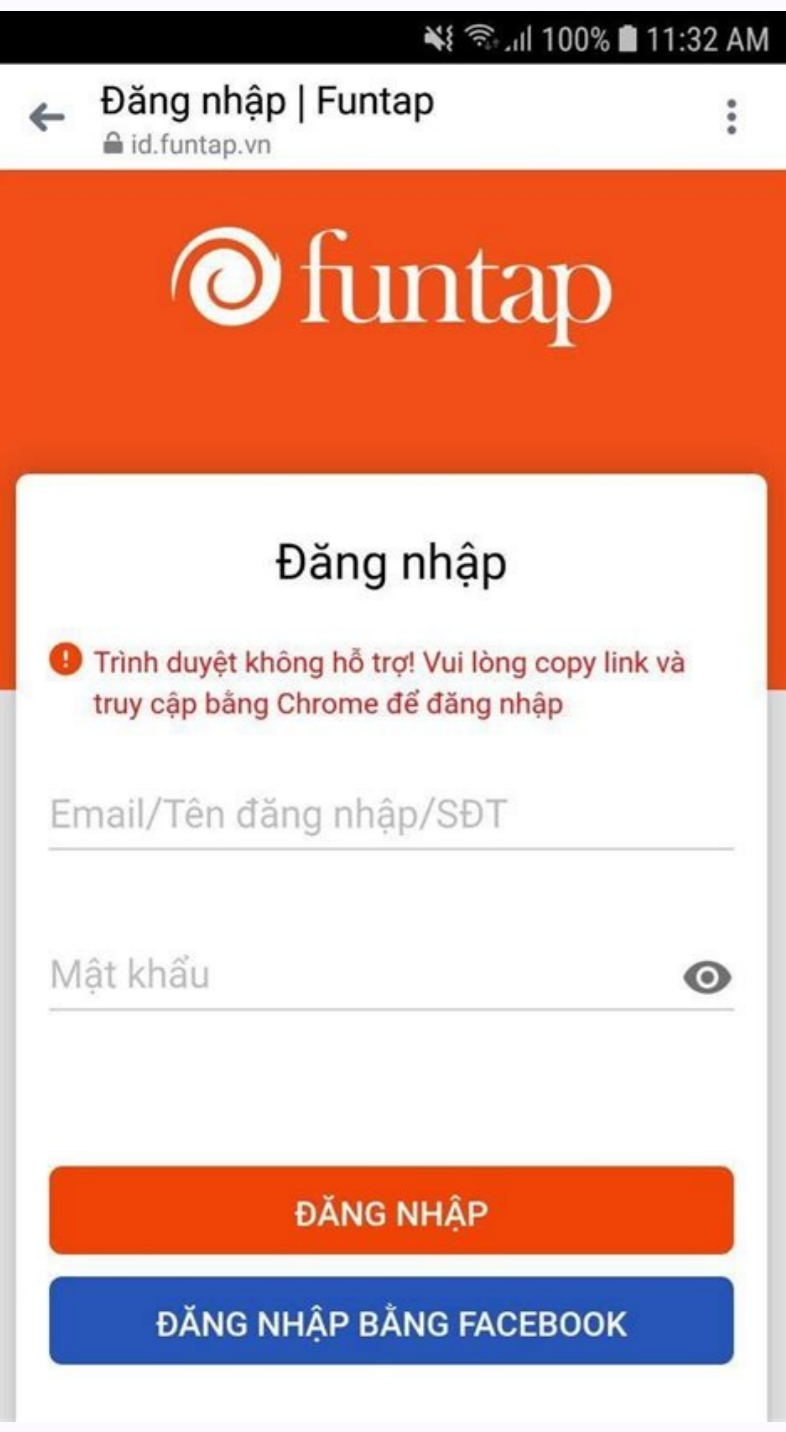 100% 11:32 AM
Đăng nhập | Funtap
id.funtap.vn
funtap
Đăng nhập
Trình duyệt không hỗ trợ! Vui lòng copy link và
truy cập bằng Chrome để đăng nhập
Email/Tên đăng nhập/SĐT
Mật khẩu
ĐĂNG NHẬP
ĐĂNG NHẬP BẰNG FACEBOOK